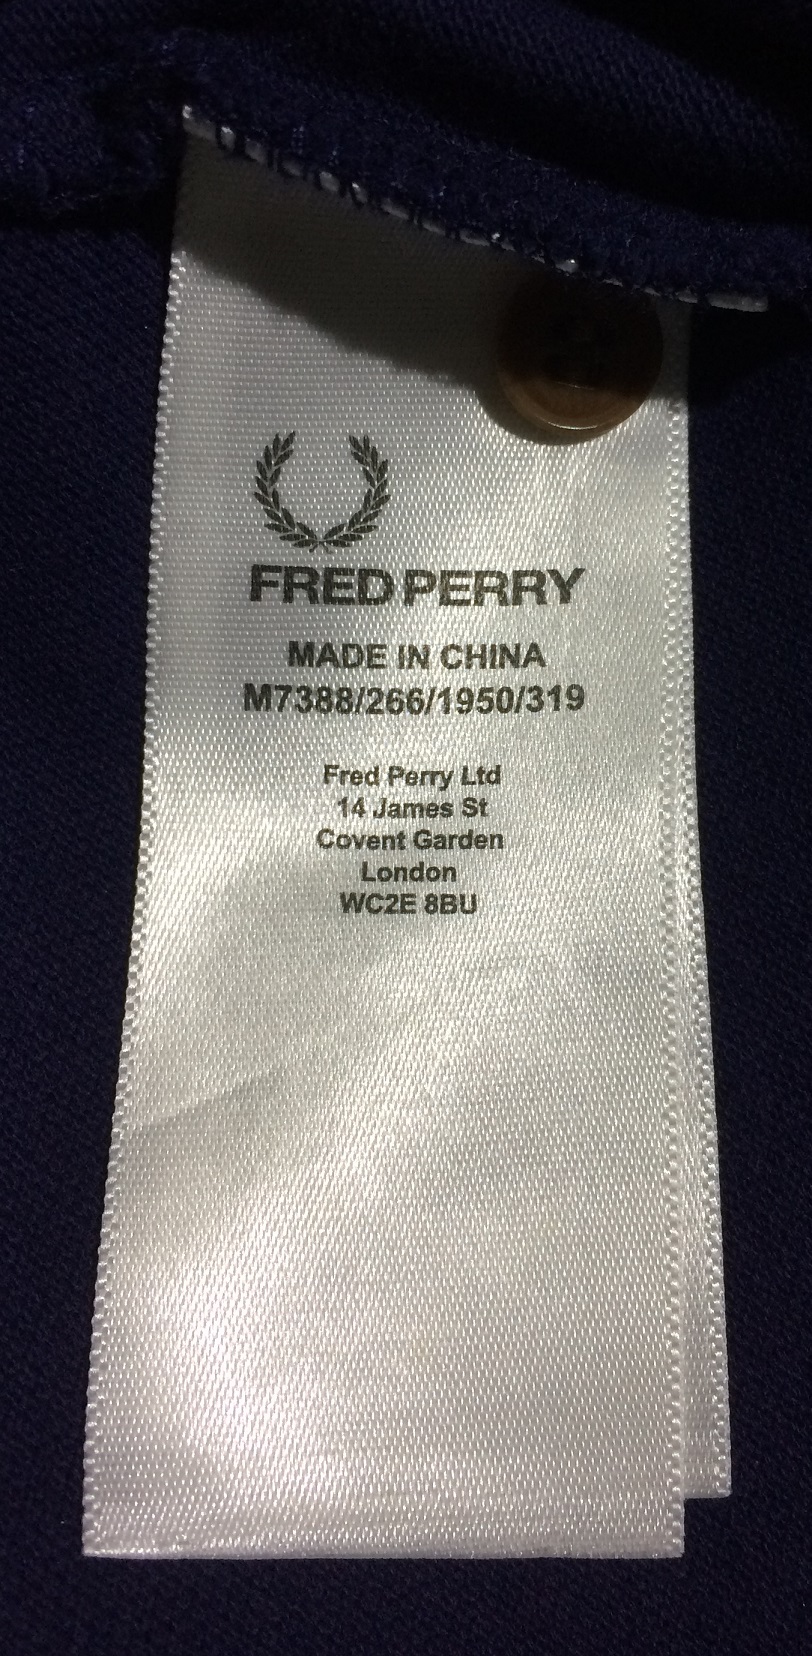 FRED PERRY
MADE IN CHINA
M7388/266/1950/319
Fred Perry Ltd
14 James St
Covent Garden
London
WC2E 8BU